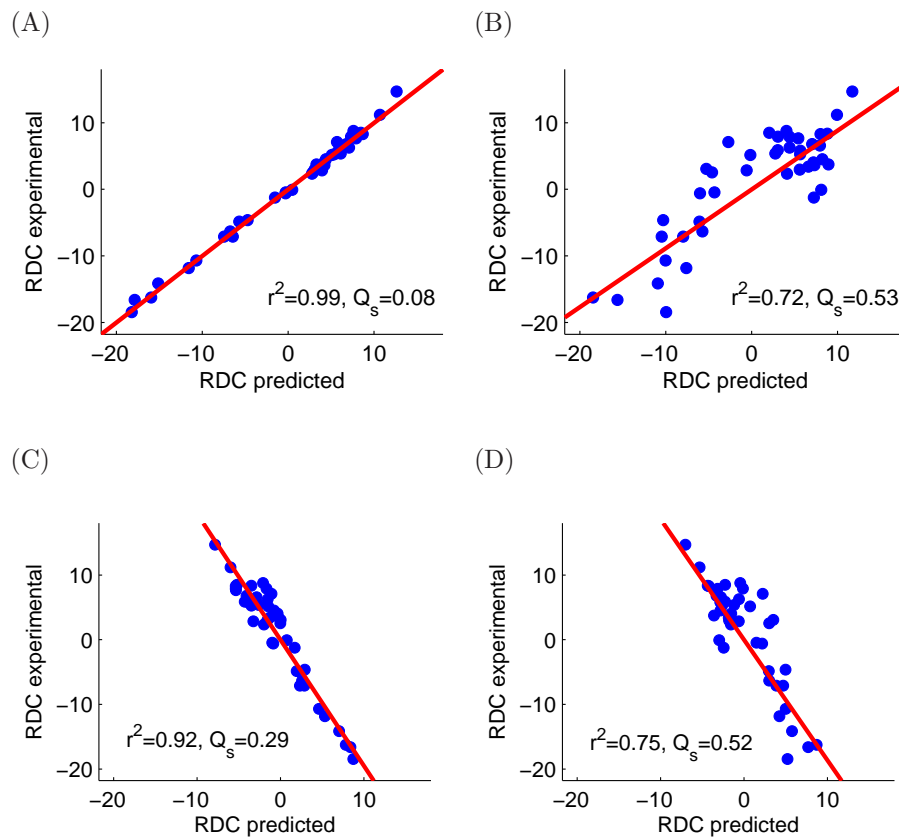 (A)
RDC experimental
10
0
−10
−20
−20 −10 0 10
RDC predicted
r²=0.99, Qₛ=0.08
(B)
RDC experimental
10
0
−10
−20
−20 −10 0 10
RDC predicted
r²=0.72, Qₛ=0.53
(C)
RDC experimental
10
0
−10
−20
−20 −10 0 10
RDC predicted
r²=0.92, Qₛ=0.29
(D)
RDC experimental
10
0
−10
−20
−20 −10 0 10
RDC predicted
r²=0.75, Qₛ=0.52